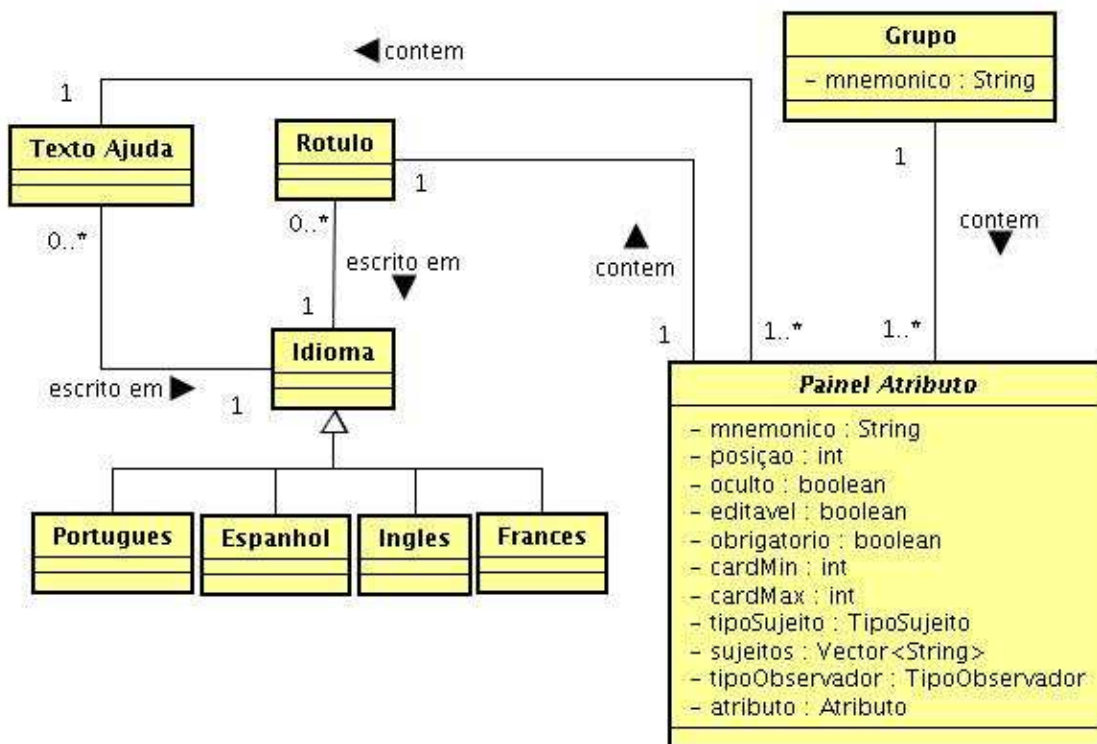 contem
Grupo
- mnemonico : String
1
Texto Ajuda
Rotulo
1
1
0..*
0..*
escrito em
contem
contem
1
Idioma
1
1..*
1..*
escrito em
1
Painel Atributo
- mnemonico : String
- posiçao : int
- oculto : boolean
- editavel : boolean
- obrigatorio : boolean
- cardMin : int
- cardMax : int
- tipoSujeito : TipoSujeito
- sujeitos : Vector<String>
- tipoObservador : TipoObservador
- atributo : Atributo
Portugues
Espanhol
Ingles
Frances